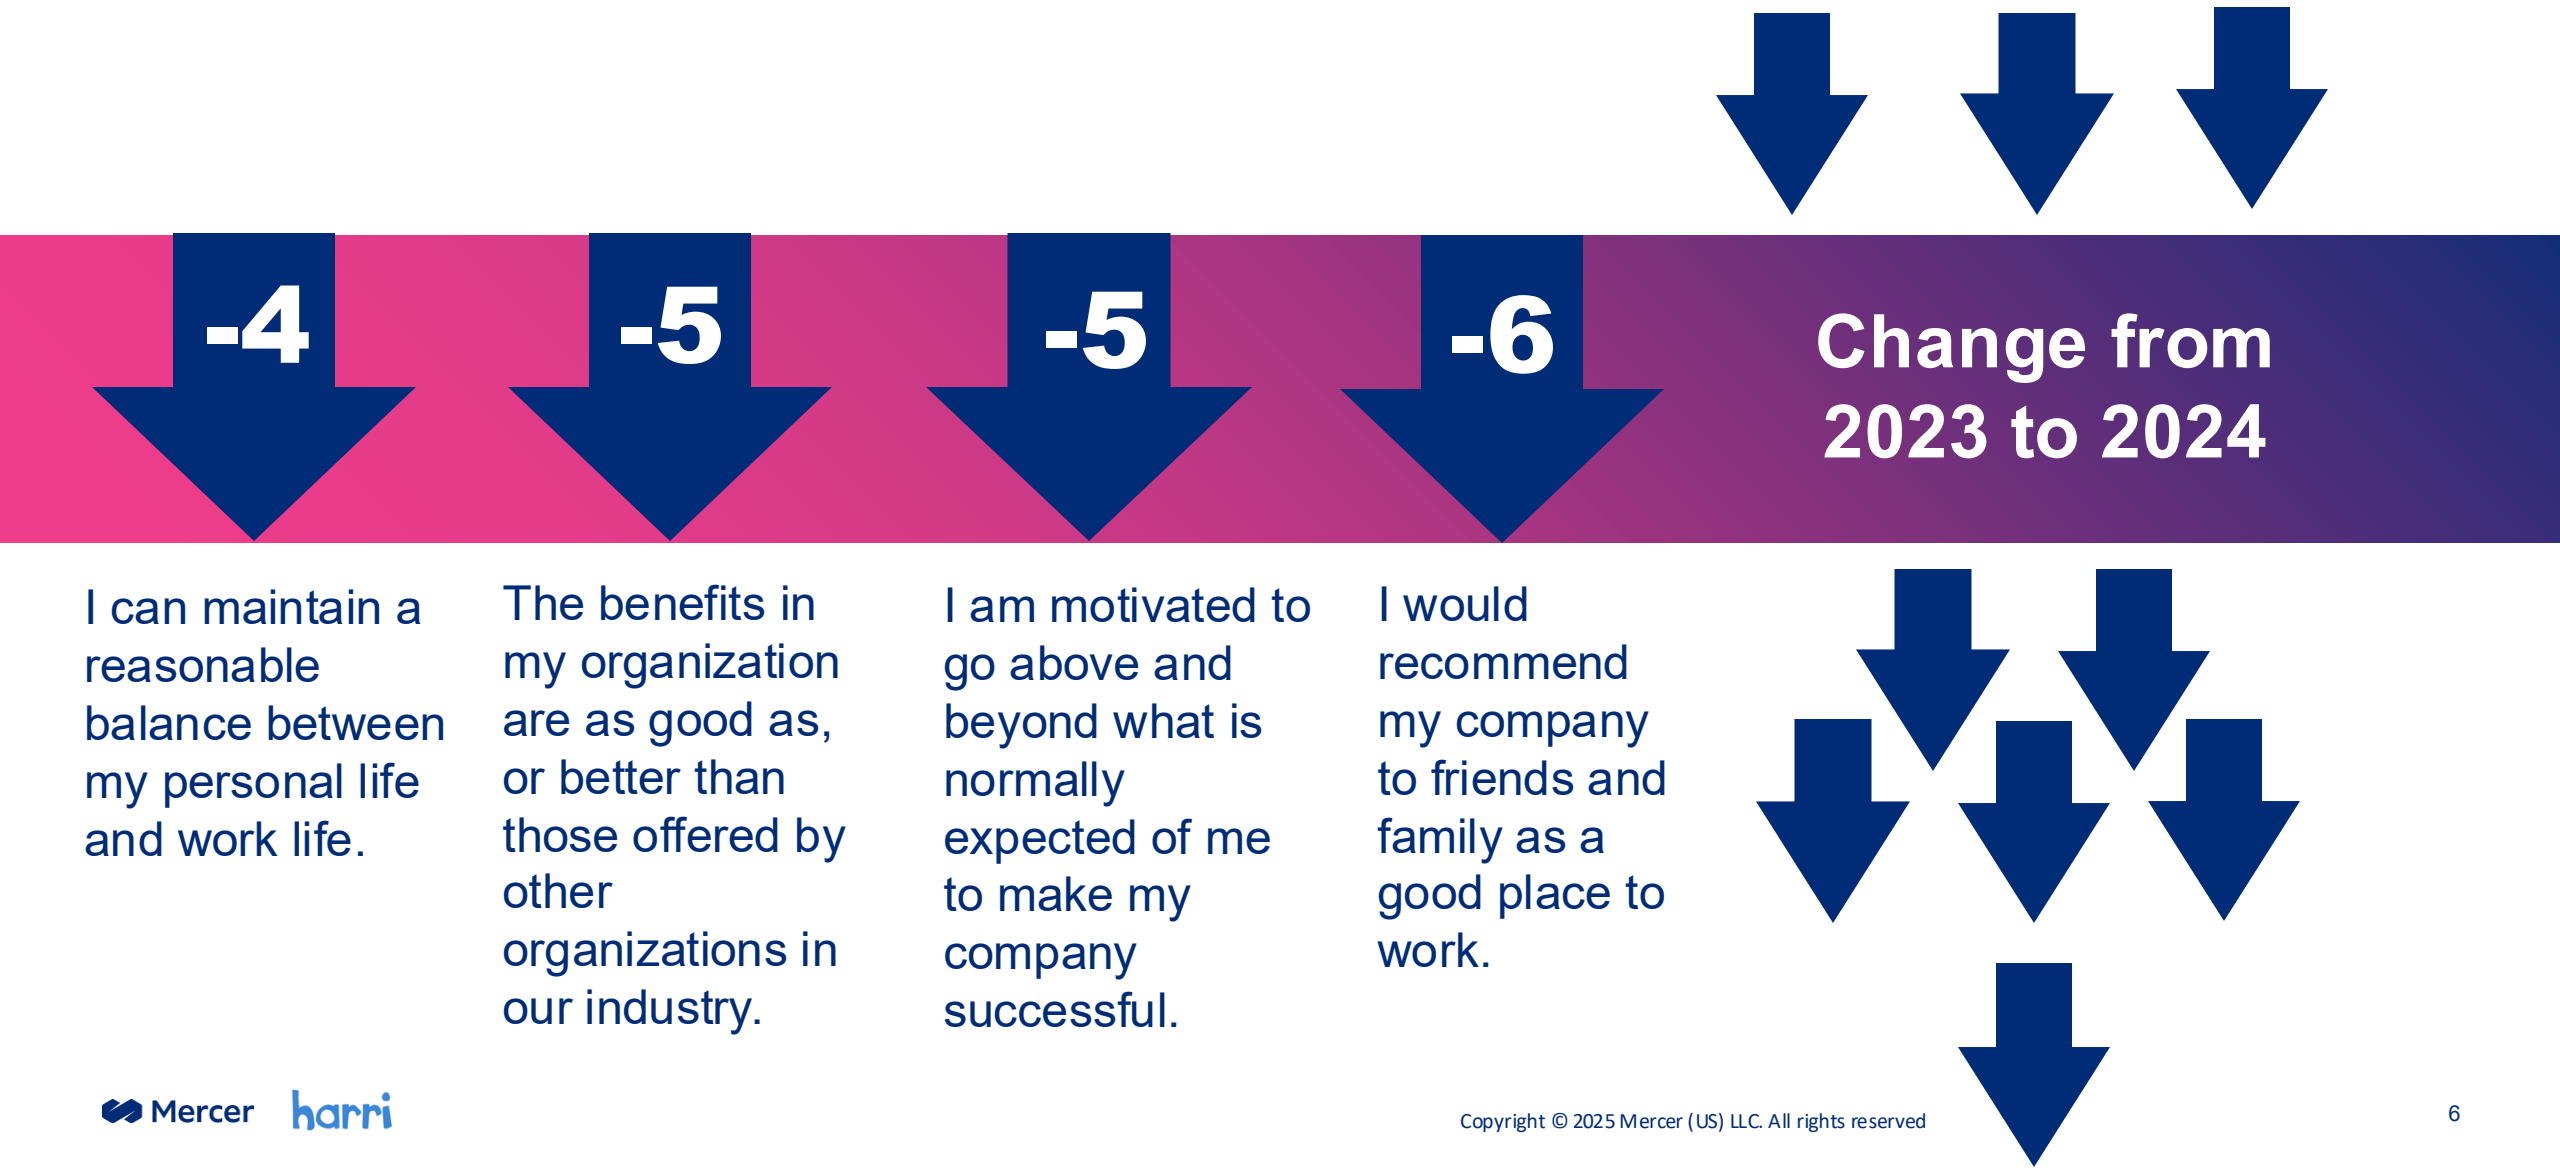 -4
-5
-5
-6
Change from
2023 to 2024
I can maintain a
reasonable
balance between
my personal life
and work life.
The benefits in
my organization
are as good as,
or better than
those offered by
other
organizations in
our industry.
I am motivated to
go above and
beyond what is
normally
expected of me
to make my
company
successful.
I would
recommend
my company
to friends and
family as a
good place to
work.
Mercer
harri
Copyright © 2025 Mercer (US) LLC. All rights reserved
6